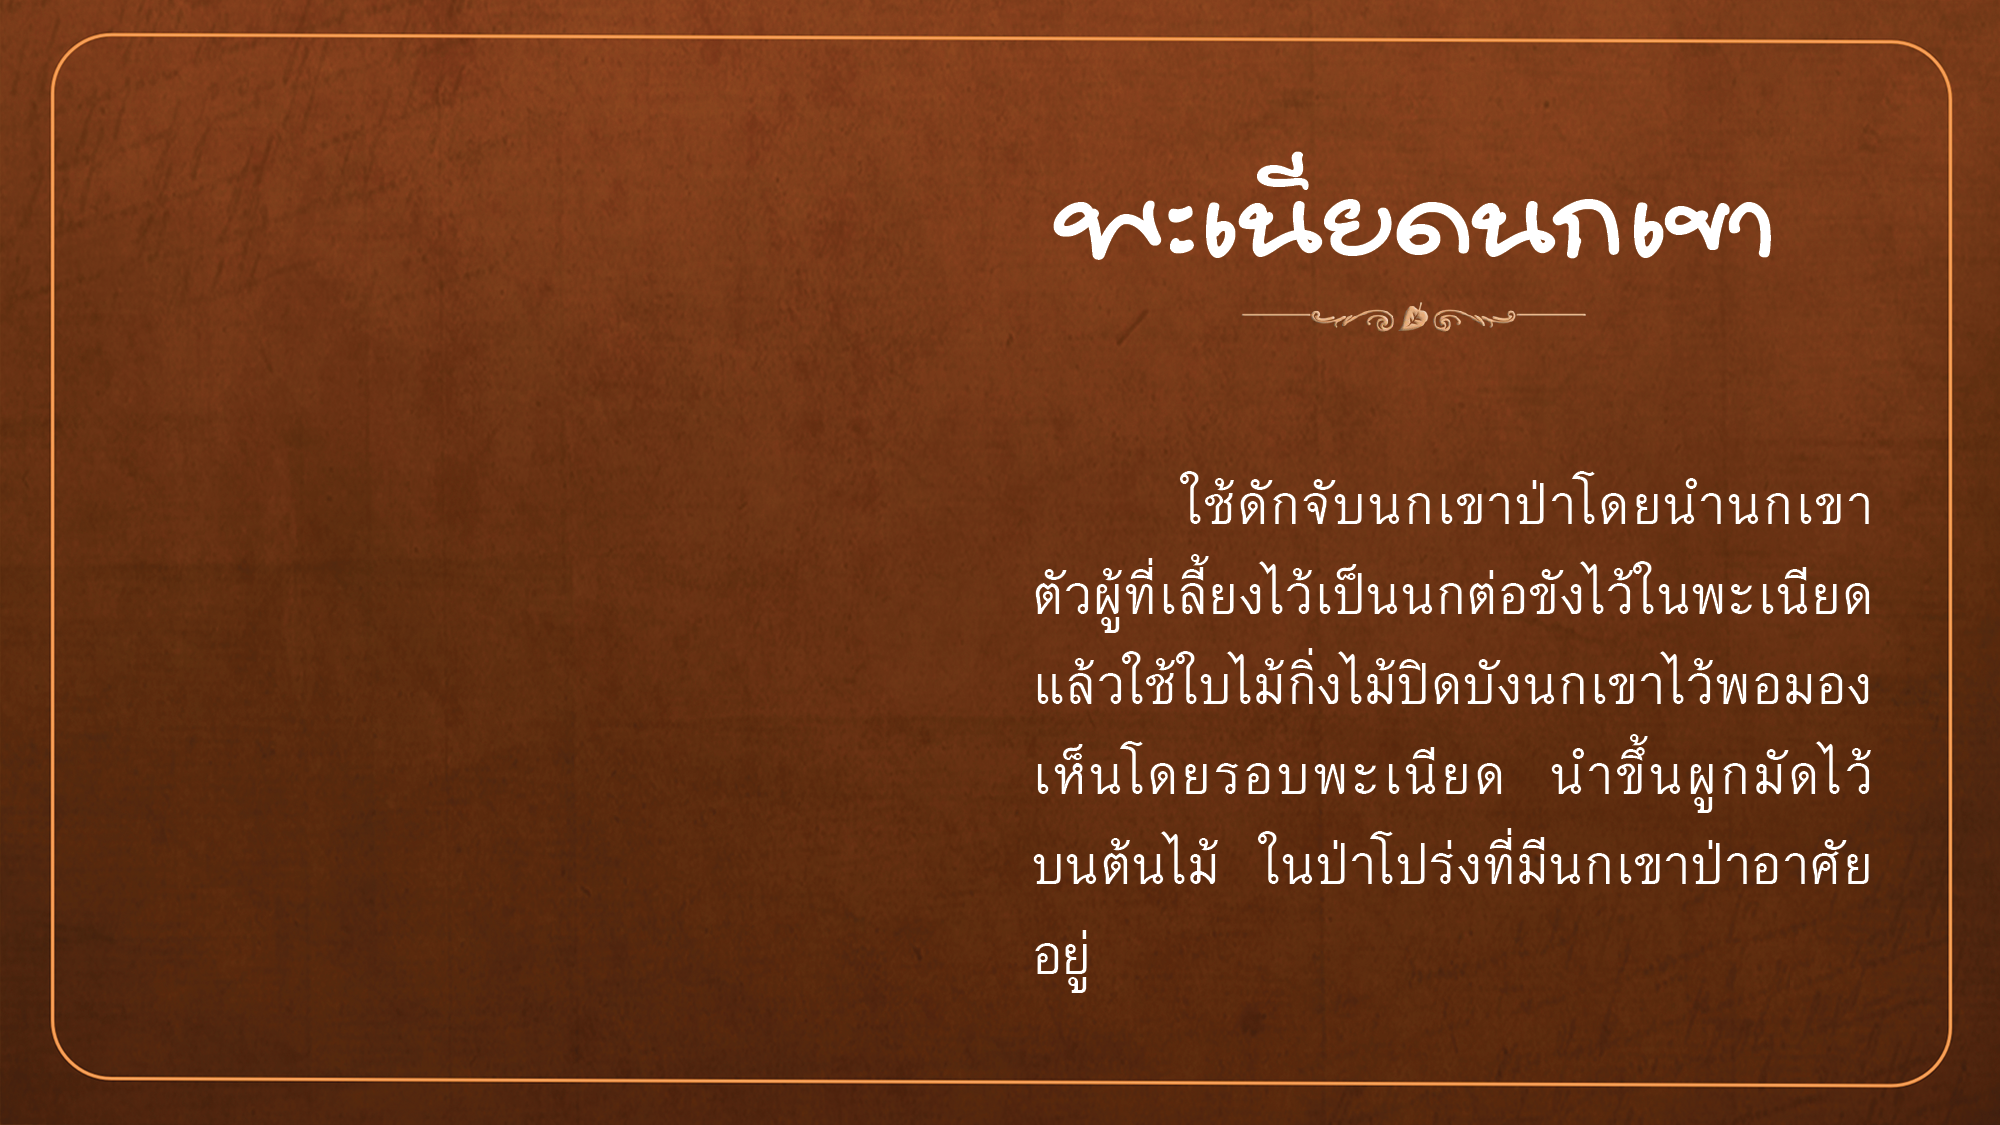 พะเนียดนกเขา
ใช้ดักจับนกเขาป่าโดยนำนกเขา
ตัวผู้ที่เลี้ยงไว้เป็นนกต่อขังไว้ในพะเนียด
แล้วใช้ใบไม้กิ่งไม้ปิดบังนกเขาไว้พอมอง
เห็นโดยรอบพะเนียด นำขึ้นผูกมัดไว้
บนต้นไม้ ในป่าโปร่งที่มีนกเขาป่าอาศัย
อยู่